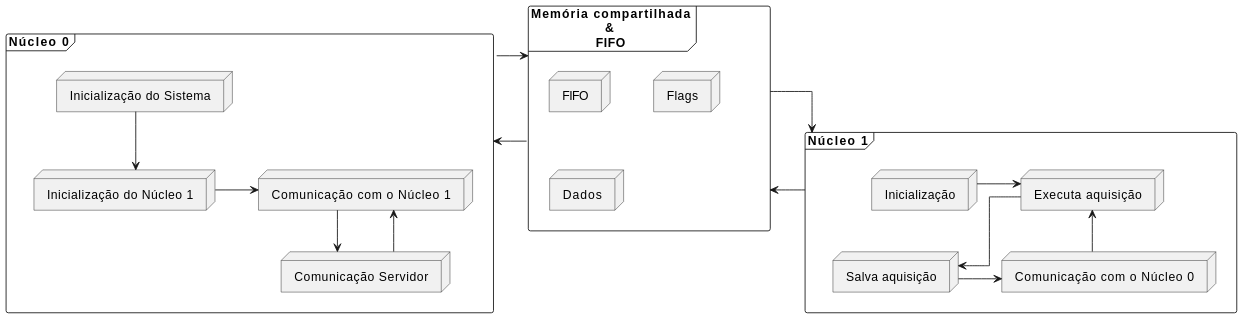 Núcleo 0
Inicialização do Sistema
Inicialização do Núcleo 1
Comunicação com o Núcleo 1
Comunicação Servidor
Memória compartilhada
&
FIFO
FIFO
Flags
Dados
Núcleo 1
Inicialização
Executa aquisição
Salva aquisição
Comunicação com o Núcleo 0